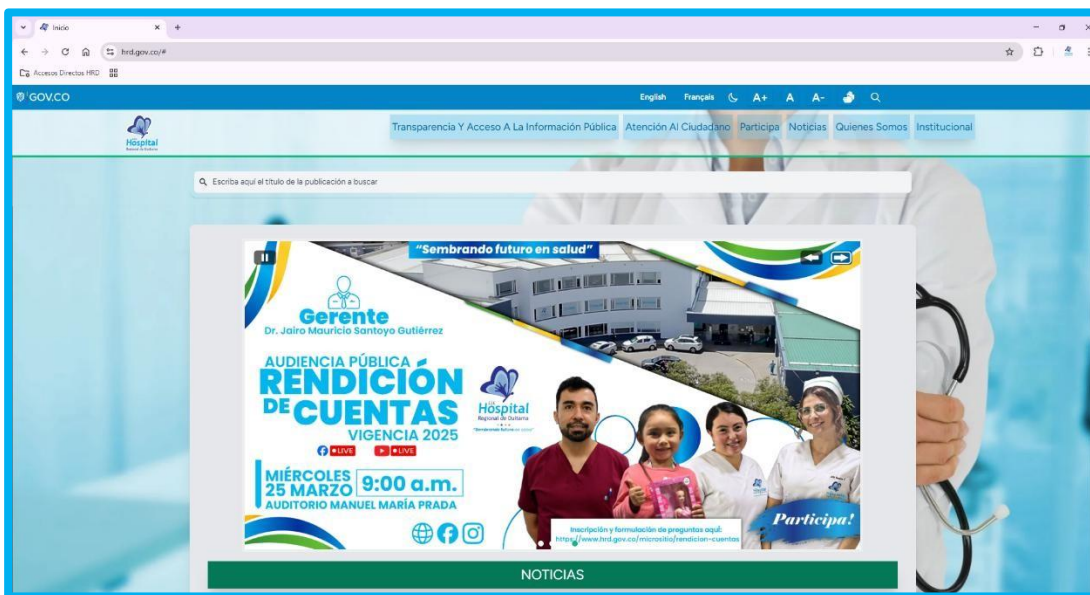 Inicio
hrd.gov.co/#
Accesos Directos HRD
GOV.CO
English Français A+ A A-
Hospital
Transparencia Y Acceso A La Información Pública Atención Al Ciudadano Participa Noticias Quienes Somos Institucional
Escriba aquí el título de la publicación a buscar
"Sembrando futuro en salud"
Gerente
Dr. Jairo Mauricio Santoyo Gutiérrez
AUDIENCIA PÚBLICA
RENDICIÓN
DE CUENTAS
VIGENCIA 2025
LIVE LIVE
Hospital
Regional de Duitama
MIÉRCOLES
25 MARZO
9:00 a.m.
AUDITORIO MANUEL MARÍA PRADA
Participa!
Inscripción y formulación de preguntas aquí:
https://www.hrd.gov.co/micrositio/rendicion-cuentas
NOTICIAS